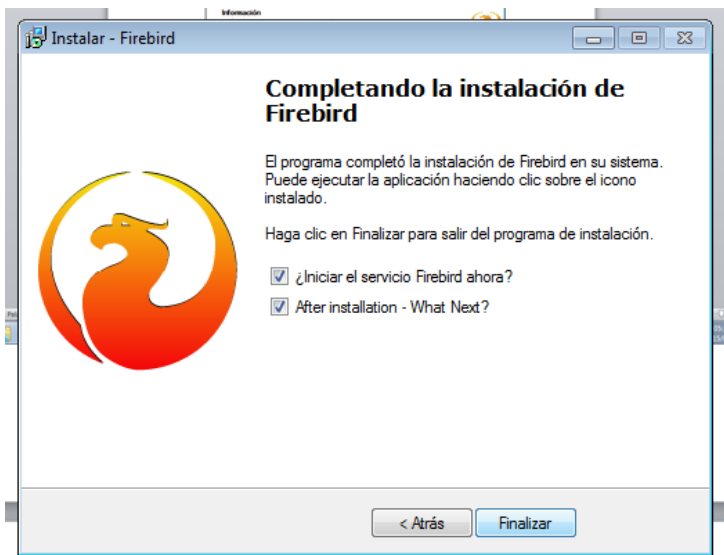 Información
Instalar - Firebird
Completando la instalación de
Firebird
El programa completó la instalación de Firebird en su sistema.
Puede ejecutar la aplicación haciendo clic sobre el icono
instalado.
Haga clic en Finalizar para salir del programa de instalación.
¿Iniciar el servicio Firebird ahora?
After installation - What Next?
< Atrás
Finalizar